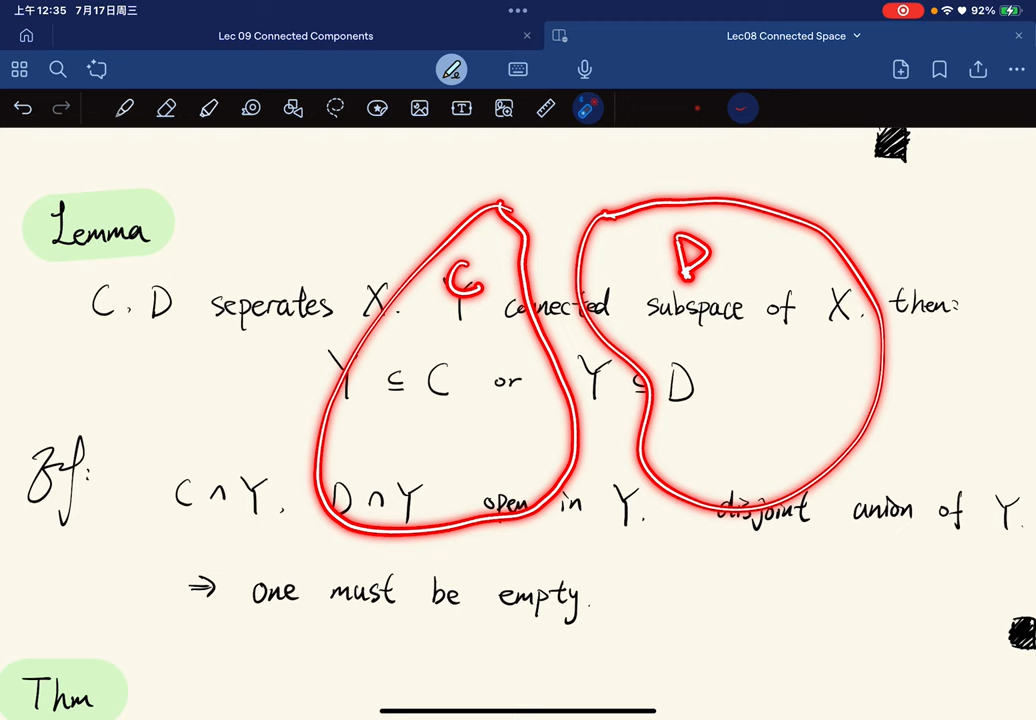 上午12:35 7月17日周三
92%
Lec 09 Connected Components
Lec08 Connected Space
Lemma
C
D
C, D seperates X. Y connected subspace of X, then:
Y ⊆ C or Y ⊆ D
Pf:
C ∩ Y, D ∩ Y open in Y. disjoint union of Y.
⇒ one must be empty.
Thm